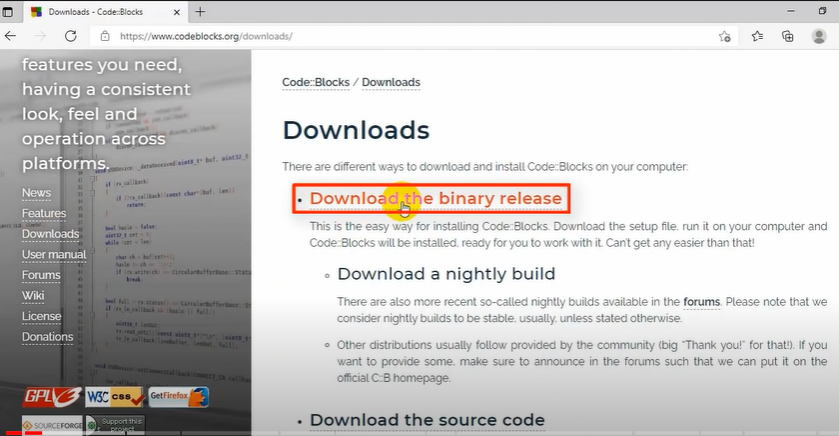 Downloads - Code::Blocks
https://www.codeblocks.org/downloads/
features you need,
having a consistent
look, feel and
operation across
platforms.
News
Features
Downloads
User manual
Forums
Wiki
License
Donations
GPLv3 W3C css GetFirefox
SOURCEFORGE Support this
project
Code::Blocks / Downloads
Downloads
There are different ways to download and install Code::Blocks on your computer:
• Download the binary release
This is the easy way for installing Code::Blocks. Download the setup file, run it on your computer and
Code::Blocks will be installed, ready for you to work with it. Can't get any easier than that!
◦ Download a nightly build
There are also more recent so-called nightly builds available in the forums. Please note that we
consider nightly builds to be stable, usually, unless stated otherwise.
◦ Other distributions usually follow provided by the community (big "Thank you!" for that!). If you
want to provide some, make sure to announce in the forums such that we can put it on the
official C::B homepage.
• Download the source code